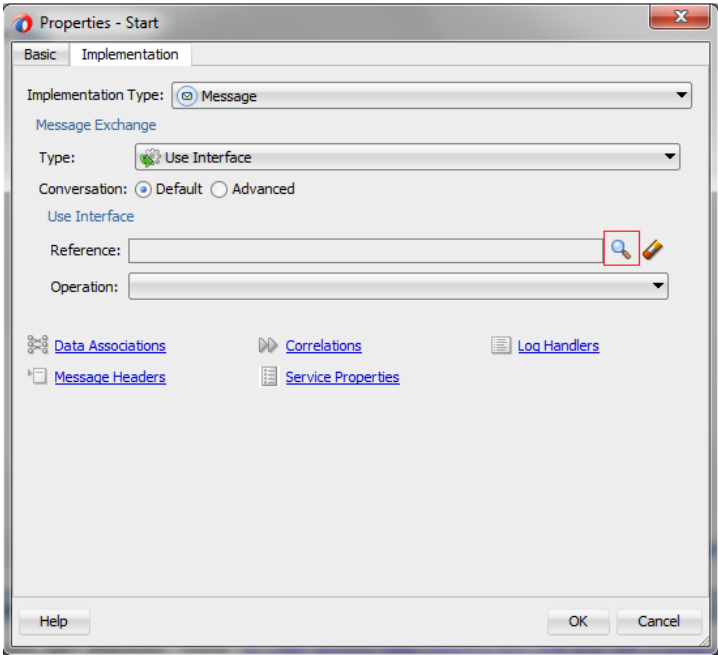 Properties - Start
Basic Implementation
Implementation Type: Message
Message Exchange
Type: Use Interface
Conversation: Default Advanced
Use Interface
Reference:
Operation:
Data Associations Correlations Log Handlers
Message Headers Service Properties
Help OK Cancel